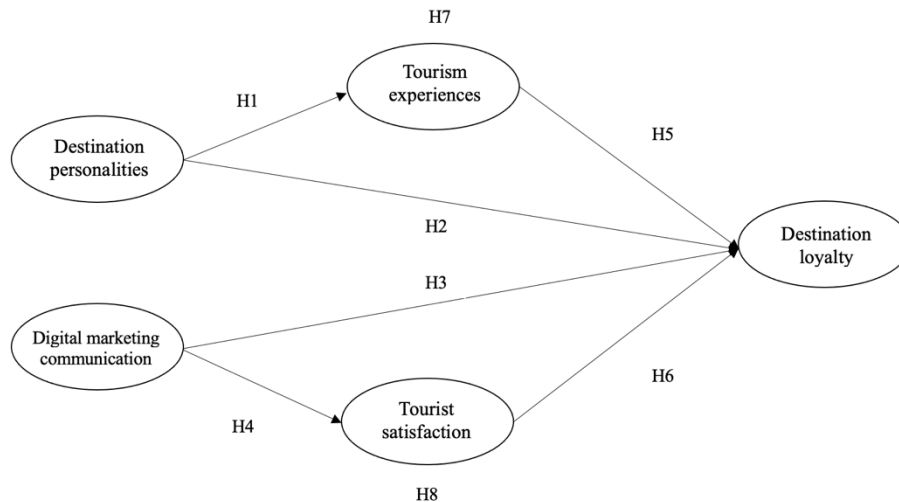 H7
Tourism
experiences
H1
H5
Destination
personalities
H2
Destination
loyalty
H3
Digital marketing
communication
H6
H4
Tourist
satisfaction
H8